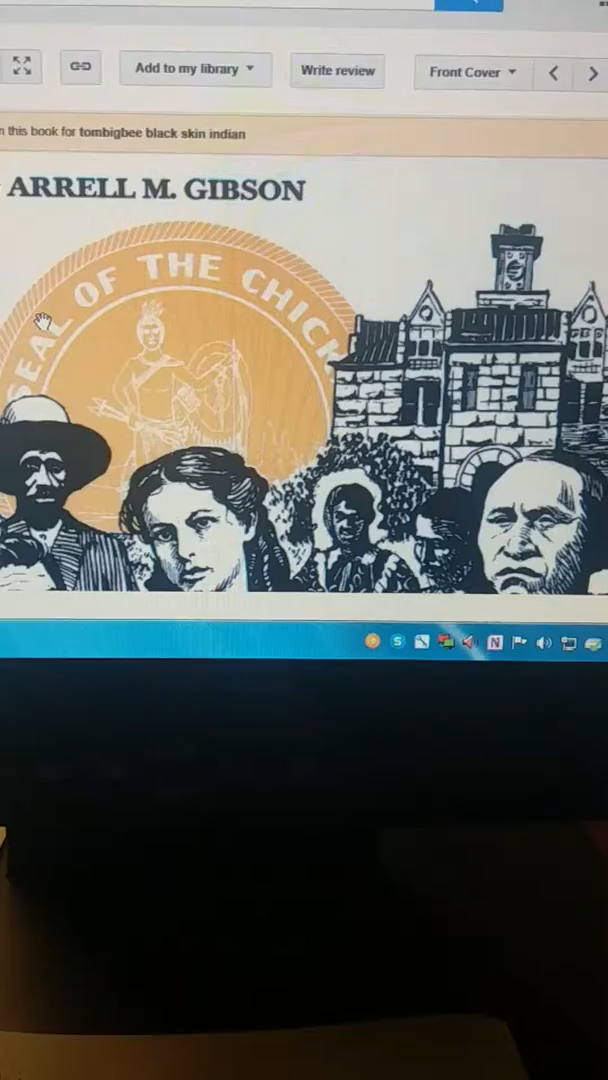 Add to my library
Write review
Front Cover
n this book for tombigbee black skin indian
ARRELL M. GIBSON
SEAL OF THE CHICK
S
N